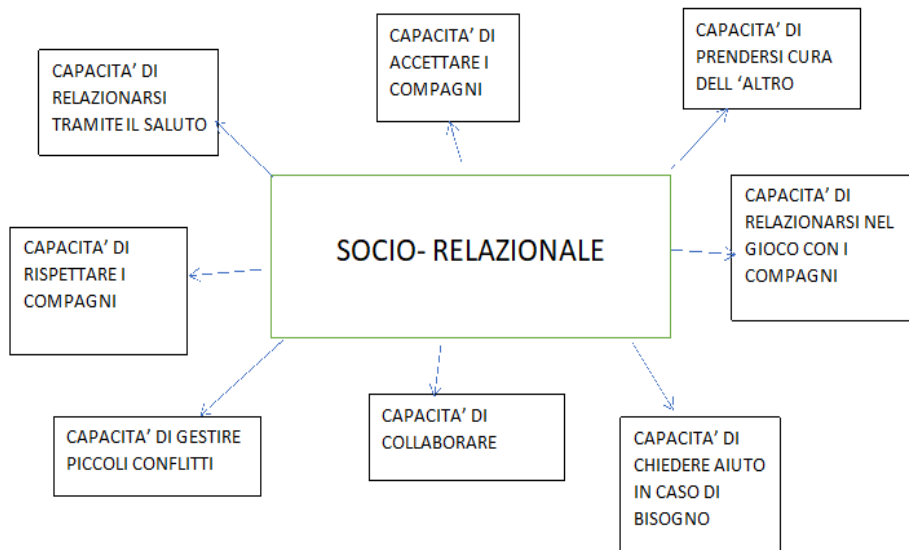 CAPACITA' DI
RELAZIONARSI
TRAMITE IL SALUTO
CAPACITA' DI
ACCETTARE I
COMPAGNI
CAPACITA' DI
PRENDERSI CURA
DELL 'ALTRO
SOCIO- RELAZIONALE
CAPACITA' DI
RISPETTARE I
COMPAGNI
CAPACITA' DI
RELAZIONARSI NEL
GIOCO CON I
COMPAGNI
CAPACITA' DI GESTIRE
PICCOLI CONFLITTI
CAPACITA' DI
COLLABORARE
CAPACITA' DI
CHIEDERE AIUTO
IN CASO DI
BISOGNO